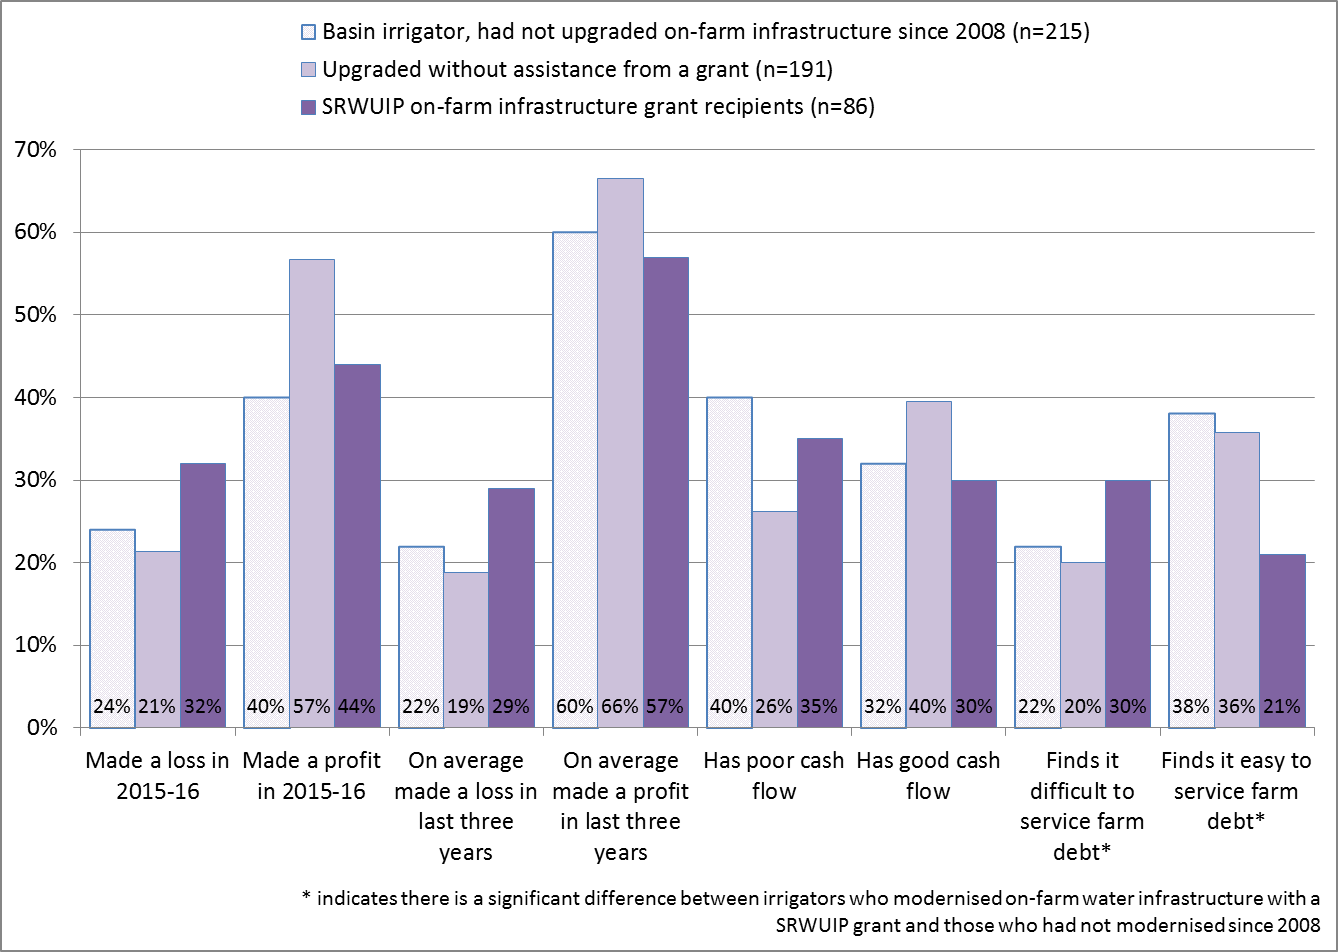 Basin irrigator, had not upgraded on-farm infrastructure since 2008 (n=215)
Upgraded without assistance from a grant (n=191)
SRWUIP on-farm infrastructure grant recipients (n=86)
70%
60%
50%
40%
30%
20%
10%
0%
24% 21% 32% 40% 57% 44% 22% 19% 29% 60% 66% 57% 40% 26% 35% 32% 40% 30% 22% 20% 30% 38% 36% 21%
Made a loss in
2015-16
Made a profit
in 2015-16
On average
made a loss in
last three
years
On average
made a profit
in last three
years
Has poor cash
flow
Has good cash
flow
Finds it
difficult to
service farm
debt*
Finds it easy to
service farm
debt*
* indicates there is a significant difference between irrigators who modernised on-farm water infrastructure with a
SRWUIP grant and those who had not modernised since 2008